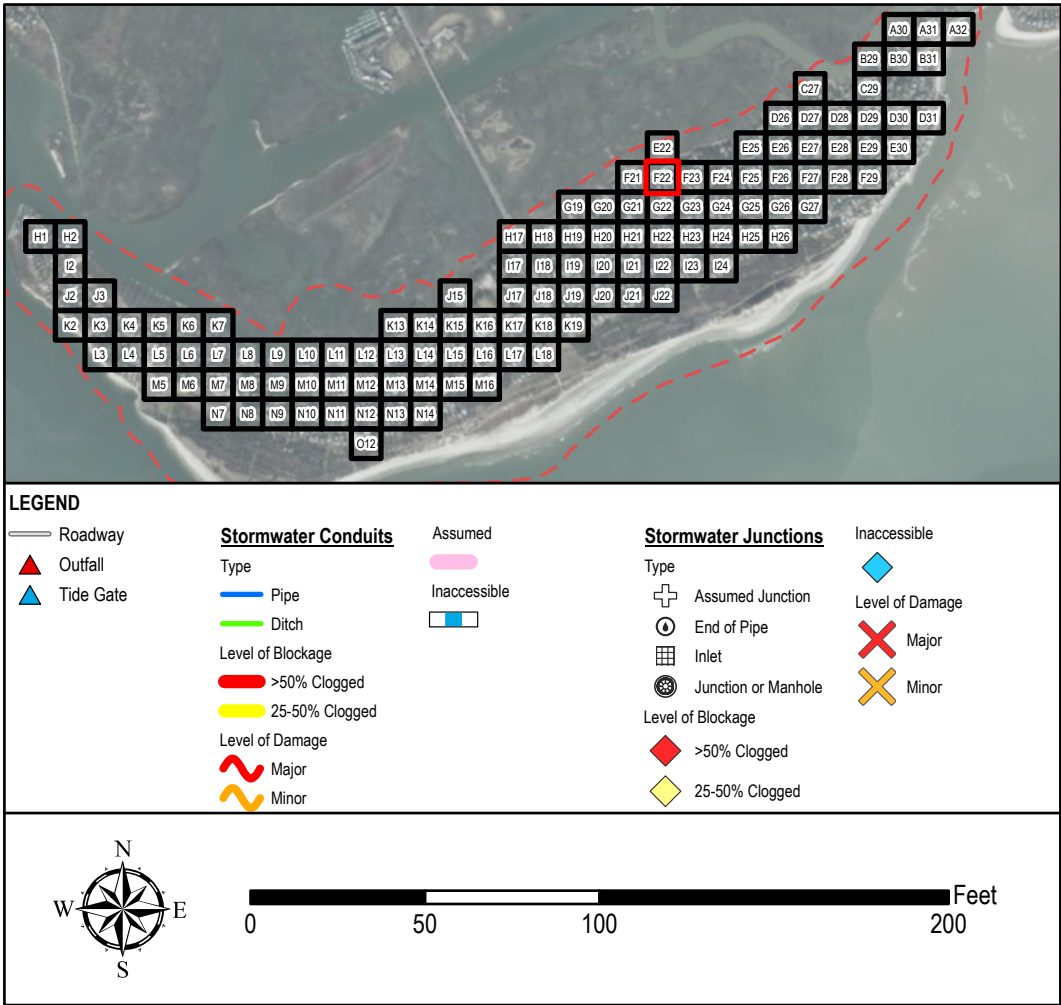 A30 A31 A32
B29 B30 B31
C27 C29
D26 D27 D28 D29 D30 D31
E22 E25 E26 E27 E28 E29 E30
F21 F22 F23 F24 F25 F26 F27 F28 F29
G19 G20 G21 G22 G23 G24 G25 G26 G27
H1 H2 H17 H18 H19 H20 H21 H22 H23 H24 H25 H26
I2 I17 I18 I19 I20 I21 I22 I23 I24
J2 J3 J15 J17 J18 J19 J20 J21 J22
K2 K3 K4 K5 K6 K7 K13 K14 K15 K16 K17 K18 K19
L3 L4 L5 L6 L7 L8 L9 L10 L11 L12 L13 L14 L15 L16 L17 L18
M5 M6 M7 M8 M9 M10 M11 M12 M13 M14 M15 M16
N7 N8 N9 N10 N11 N12 N13 N14
O12
LEGEND
Roadway
Outfall
Tide Gate
Stormwater Conduits
Type
Pipe
Ditch
Level of Blockage
>50% Clogged
25-50% Clogged
Level of Damage
Major
Minor
Assumed
Inaccessible
Stormwater Junctions
Type
Assumed Junction
End of Pipe
Inlet
Junction or Manhole
Level of Blockage
>50% Clogged
25-50% Clogged
Inaccessible
Level of Damage
Major
Minor
N
W E
S
Feet
0 50 100 200